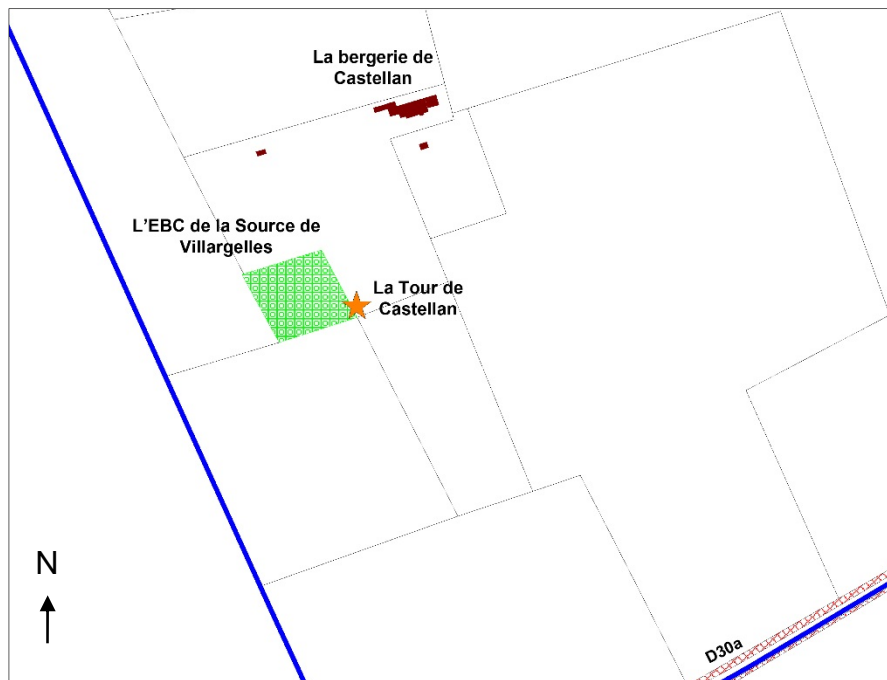 La bergerie de
Castellan
L'EBC de la Source de
Villargelles
La Tour de
Castellan
N
D30a